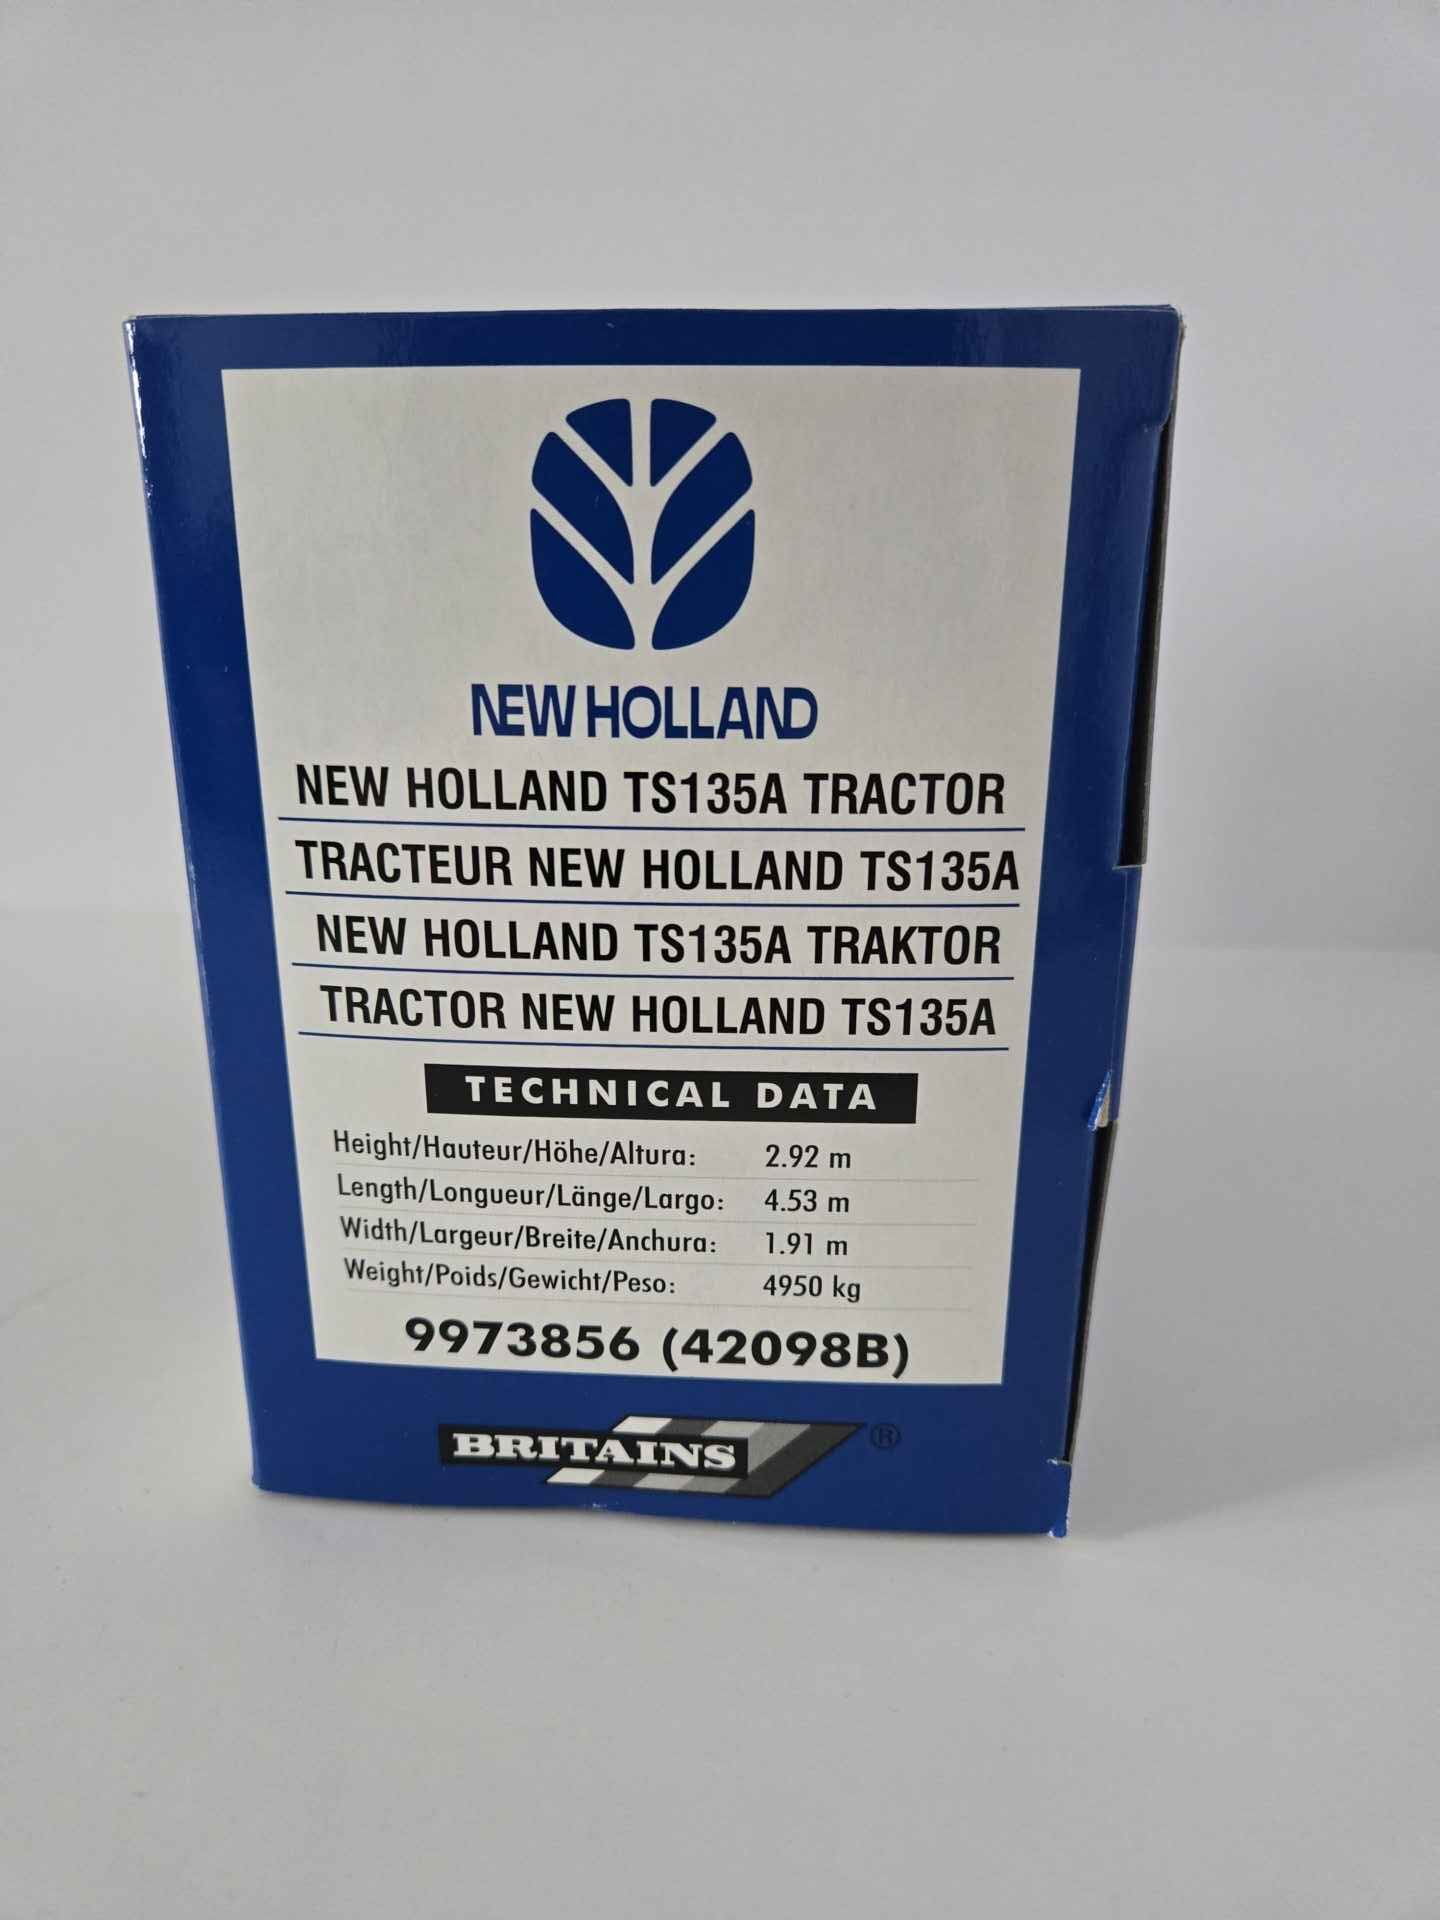 NEW HOLLAND
NEW HOLLAND TS135A TRACTOR
TRACTEUR NEW HOLLAND TS135A
NEW HOLLAND TS135A TRAKTOR
TRACTOR NEW HOLLAND TS135A
TECHNICAL DATA
Height/Hauteur/Höhe/Altura: 2.92 m
Length/Longueur/Länge/Largo: 4.53 m
Width/Largeur/Breite/Anchura: 1.91 m
Weight/Poids/Gewicht/Peso: 4950 kg
9973856 (42098B)
BRITAINS ®